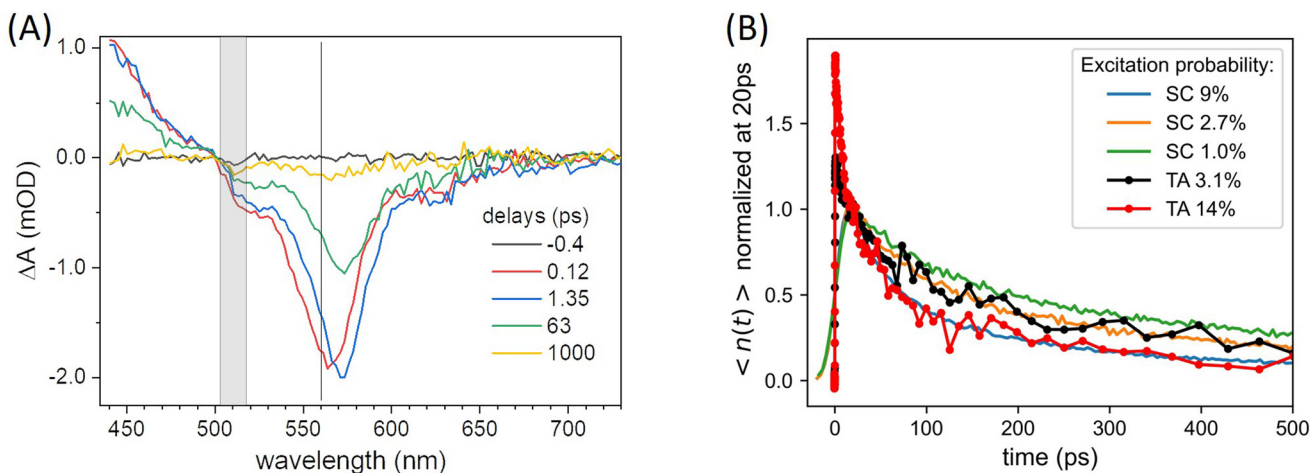 (A)
1.0
0.0
-1.0
-2.0
ΔA (mOD)
delays (ps)
-0.4
0.12
1.35
63
1000
450 500 550 600 650 700
wavelength (nm)
(B)
1.5
1.0
0.5
0.0
< n(t) > normalized at 20ps
Excitation probability:
SC 9%
SC 2.7%
SC 1.0%
TA 3.1%
TA 14%
0 100 200 300 400 500
time (ps)